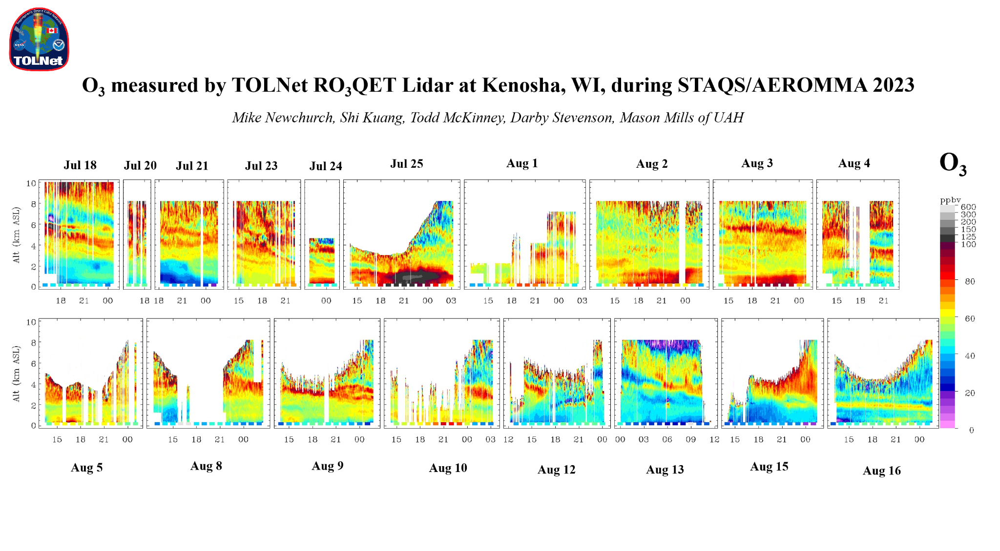 Tropospheric Ozone Lidar Network
NASA
TOLNet
O3 measured by TOLNet RO3QET Lidar at Kenosha, WI, during STAQS/AEROMMA 2023
Mike Newchurch, Shi Kuang, Todd McKinney, Darby Stevenson, Mason Mills of UAH
Jul 18 Jul 20 Jul 21 Jul 23 Jul 24 Jul 25 Aug 1 Aug 2 Aug 3 Aug 4
O3
ppbv
600
300
200
150
125
100
80
60
40
20
0
Alt (km ASL)
10
8
6
4
2
0
18 21 00 18 18 21 00 15 18 21 00 15 18 21 00 03 15 18 21 00 03 15 18 21 00 15 18 21 00 15 18 21
Alt (km ASL)
10
8
6
4
2
0
15 18 21 00 15 18 21 00 15 18 21 00 15 18 21 00 03 12 15 18 21 00 00 03 06 09 12 15 18 21 00 15 18 21 00
Aug 5 Aug 8 Aug 9 Aug 10 Aug 12 Aug 13 Aug 15 Aug 16